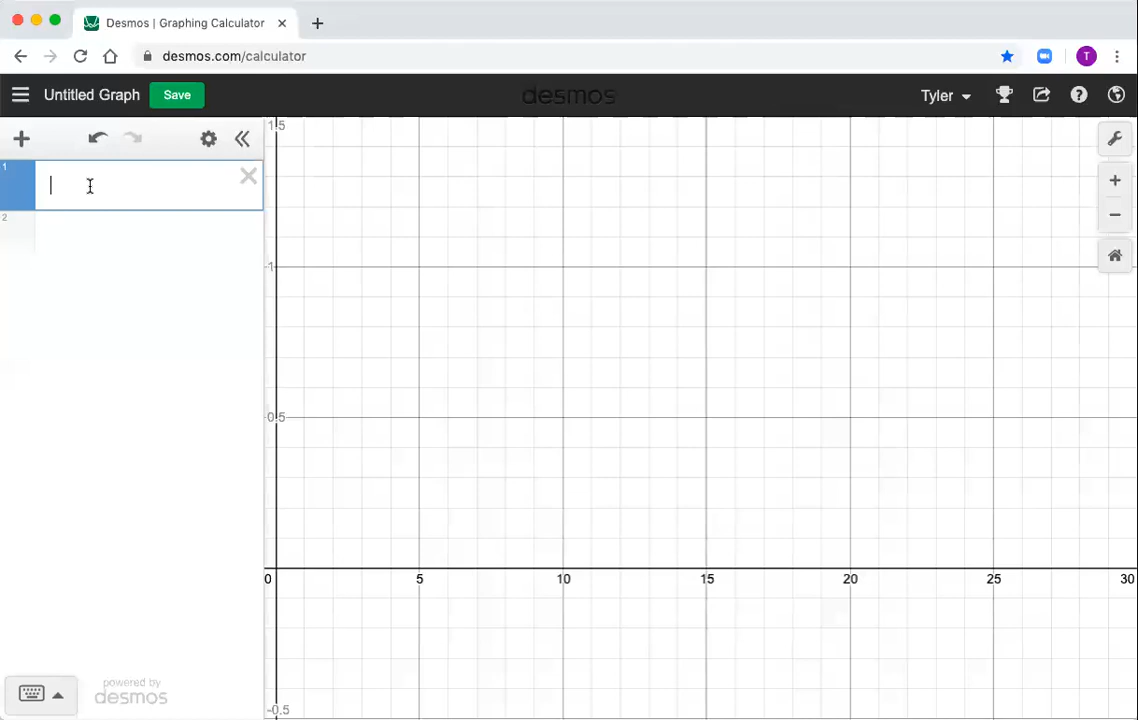 Desmos | Graphing Calculator
desmos.com/calculator
T
Untitled Graph
Save
desmos
Tyler
1
2
1.5
1
0.5
0
5
10
15
20
25
30
-0.5
powered by
desmos